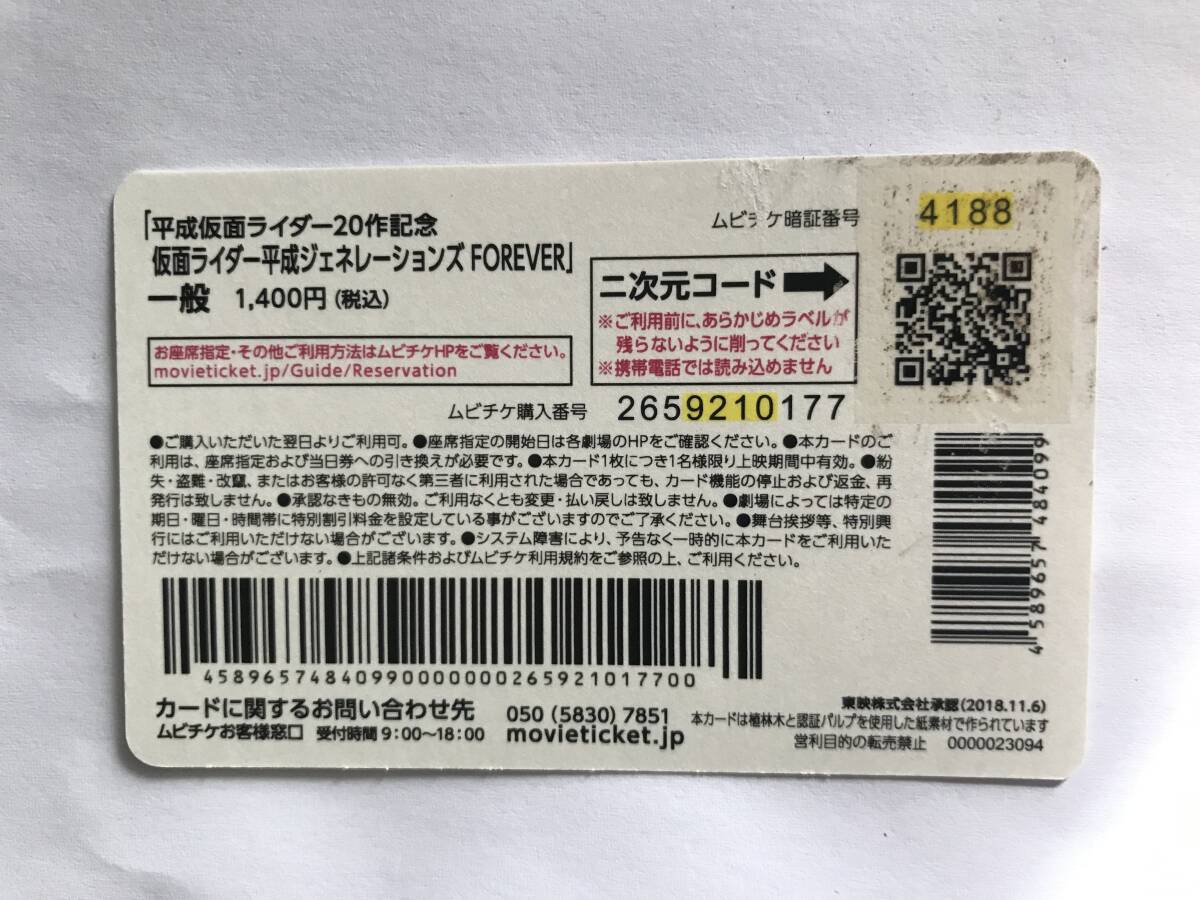 「平成仮面ライダー20作記念
仮面ライダー平成ジェネレーションズ FOREVER」
一般 1,400円(税込)
お座席指定・その他ご利用方法はムビチケHPをご覧ください。
movieticket.jp/Guide/Reservation
ムビチケ暗証番号 4188
二次元コード
※ご利用前に、あらかじめラベルが
残らないように削ってください
※携帯電話では読み込めません
ムビチケ購入番号 2659210177
●ご購入いただいた翌日よりご利用可。●座席指定の開始日は各劇場のHPをご確認ください。●本カードのご
利用は、座席指定および当日券への引き換えが必要です。●本カード1枚につき1名様限り上映期間中有効。●紛
失・盗難・改竄、またはお客様の許可なく第三者に利用された場合であっても、カード機能の停止および返金、再
発行は致しません。●承認なきもの無効。ご利用なくとも変更・払い戻しは致しません。●劇場によっては特定の
期日・曜日・時間帯に特別割引料金を設定している事がございますのでご了承ください。●舞台挨拶等、特別興
行にはご利用いただけない場合がございます。●システム障害により、予告なく一時的に本カードをご利用いた
だけない場合がございます。●上記諸条件およびムビチケ利用規約をご参照の上、ご利用ください。
4589657484099
458965748409900000000265921017700
カードに関するお問い合わせ先
ムビチケお客様窓口 受付時間 9:00〜18:00
050 (5830) 7851
movieticket.jp
東映株式会社承認(2018.11.6)
本カードは植林木と認証パルプを使用した紙素材で作られています
営利目的の転売禁止 0000023094